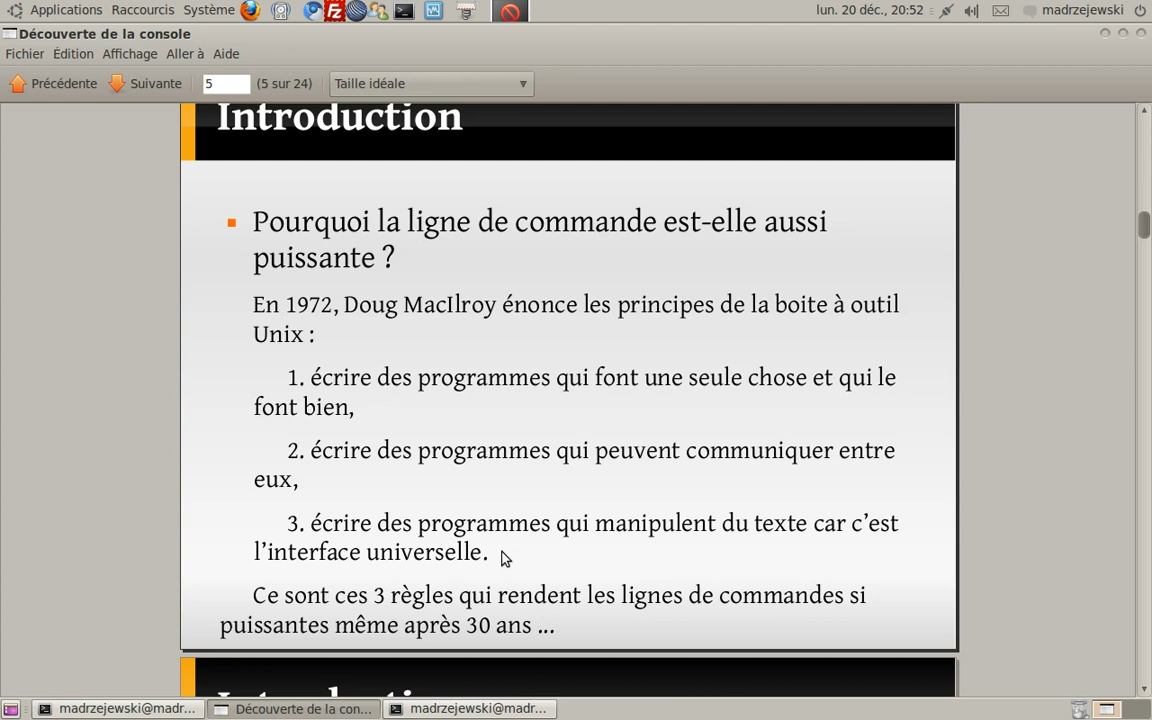 Applications Raccourcis Système lun. 20 déc., 20:52 madrzejewski
Découverte de la console
Fichier Édition Affichage Aller à Aide
Précédente Suivante 5 (5 sur 24) Taille idéale
Introduction
Pourquoi la ligne de commande est-elle aussi
puissante ?
En 1972, Doug MacIlroy énonce les principes de la boite à outil
Unix :
1. écrire des programmes qui font une seule chose et qui le
font bien,
2. écrire des programmes qui peuvent communiquer entre
eux,
3. écrire des programmes qui manipulent du texte car c’est
l’interface universelle.
Ce sont ces 3 règles qui rendent les lignes de commandes si
puissantes même après 30 ans ...
madrzejewski@madr... Découverte de la con... madrzejewski@madr...